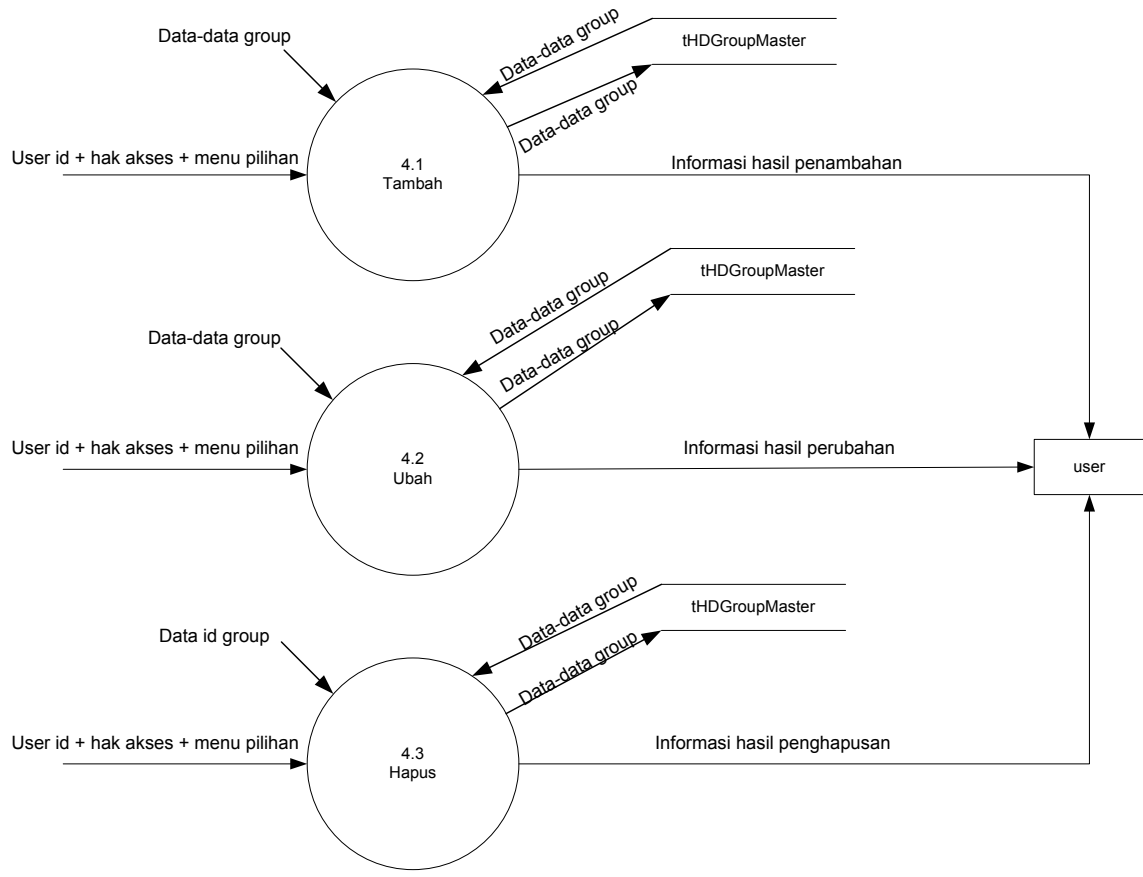 Data-data group
Data-data group
tHDGroupMaster
Data-data group
User id + hak akses + menu pilihan
4.1
Tambah
Informasi hasil penambahan
Data-data group
Data-data group
tHDGroupMaster
Data-data group
User id + hak akses + menu pilihan
4.2
Ubah
Informasi hasil perubahan
user
Data id group
Data-data group
tHDGroupMaster
Data-data group
User id + hak akses + menu pilihan
4.3
Hapus
Informasi hasil penghapusan